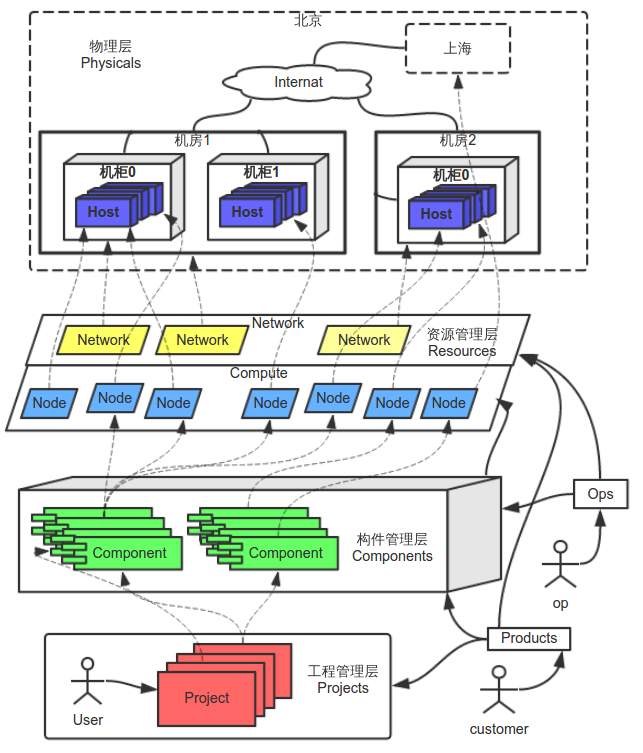 北京
物理层
Physicals
上海
Internat
机房1
机房2
机柜0
机柜1
机柜0
Host
Host
Host
Network
Network
Network
Network
资源管理层
Resources
Compute
Node
Node
Node
Node
Node
Node
Node
Ops
构件管理层
Components
Component
Component
op
Products
工程管理层
Projects
Project
User
customer